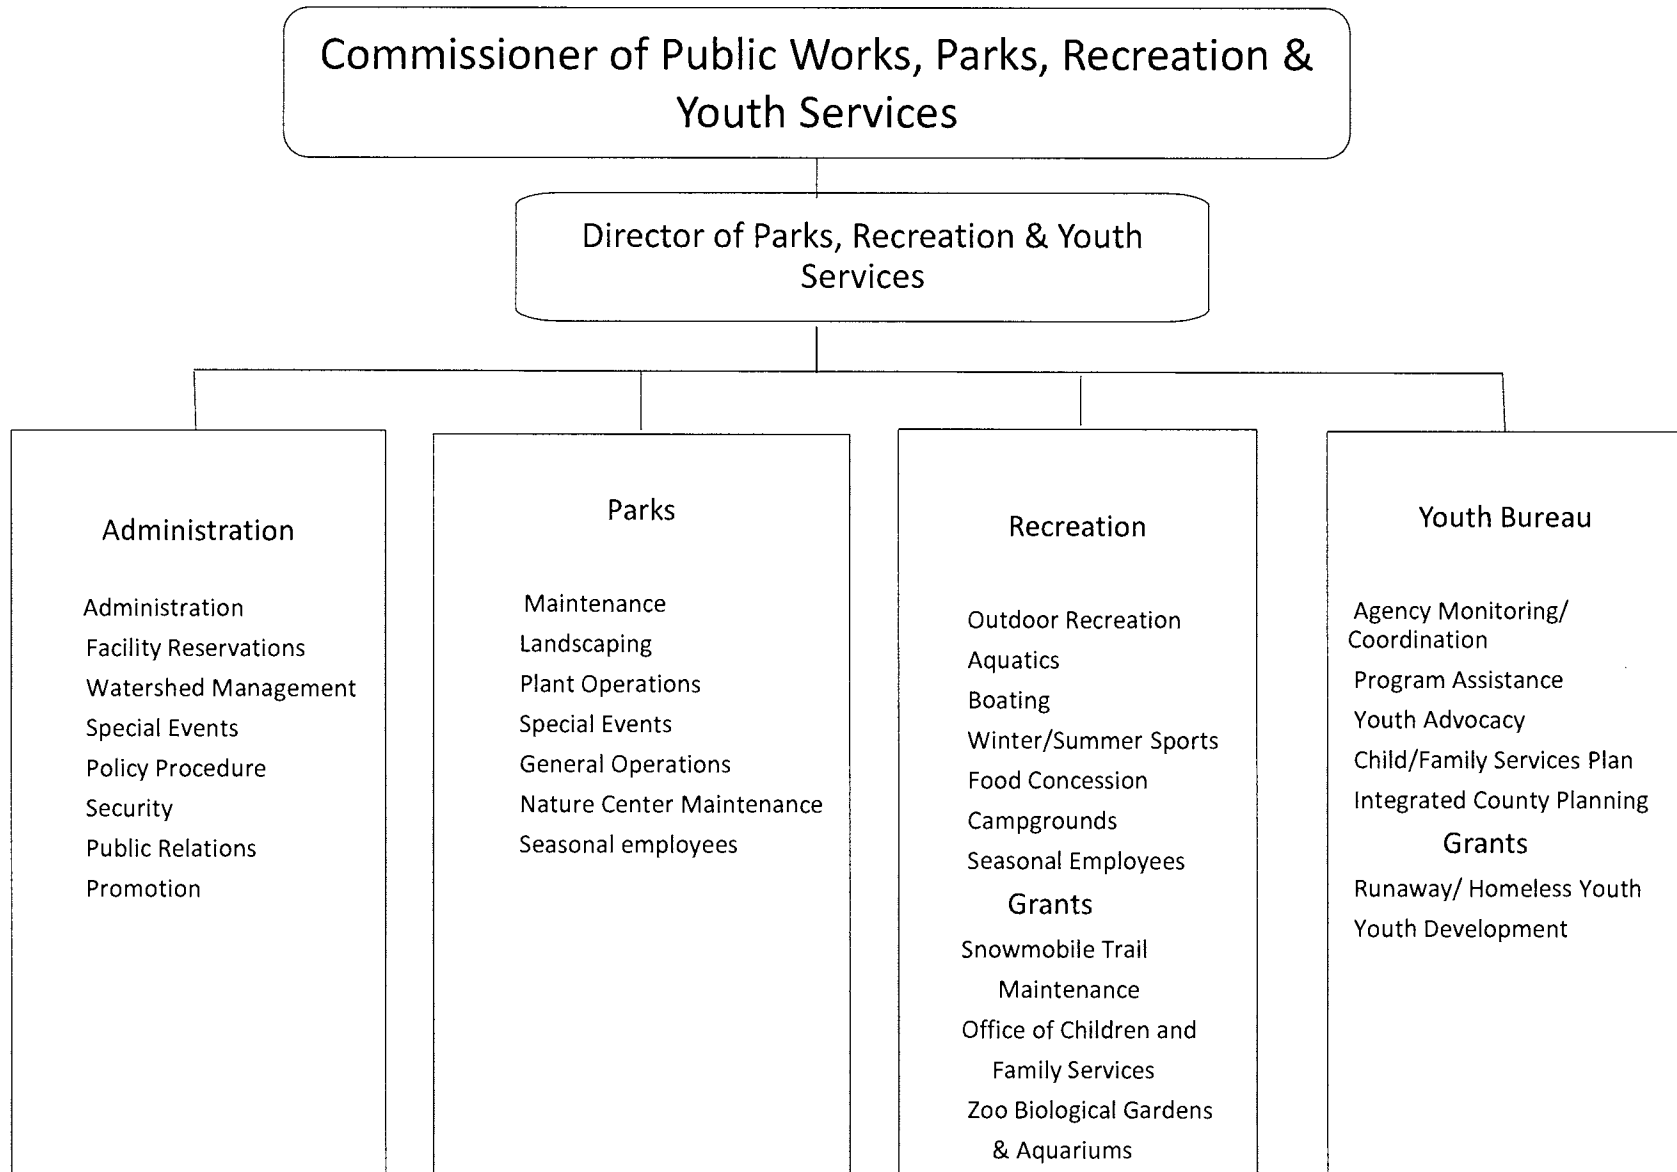 Commissioner of Public Works, Parks, Recreation &
Youth Services
Director of Parks, Recreation & Youth
Services
Administration
Administration
Facility Reservations
Watershed Management
Special Events
Policy Procedure
Security
Public Relations
Promotion
Parks
Maintenance
Landscaping
Plant Operations
Special Events
General Operations
Nature Center Maintenance
Seasonal employees
Recreation
Outdoor Recreation
Aquatics
Boating
Winter/Summer Sports
Food Concession
Campgrounds
Seasonal Employees
Grants
Snowmobile Trail
Maintenance
Office of Children and
Family Services
Zoo Biological Gardens
& Aquariums
Youth Bureau
Agency Monitoring/
Coordination
Program Assistance
Youth Advocacy
Child/Family Services Plan
Integrated County Planning
Grants
Runaway/ Homeless Youth
Youth Development